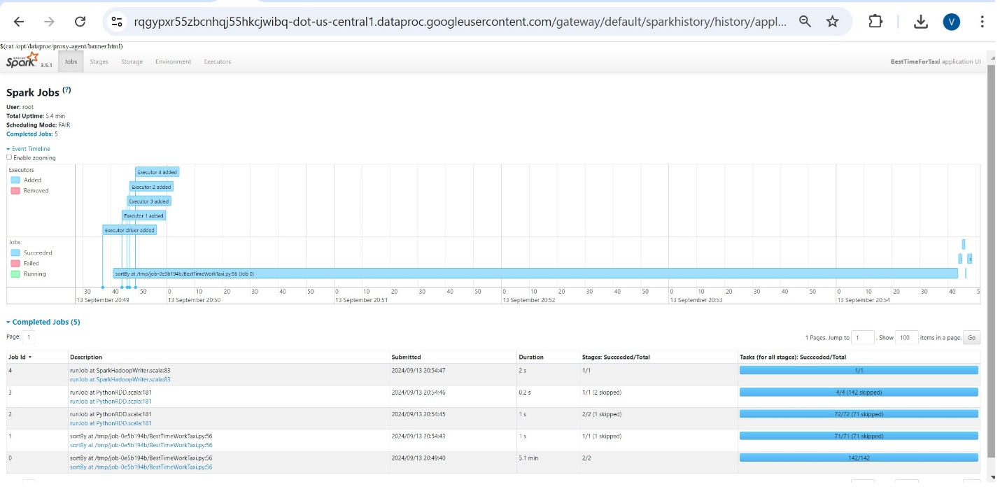 rqgypxr55zbcnhqj55hkcjwibq-dot-us-central1.dataproc.googleusercontent.com/gateway/default/sparkhistory/history/appl...
V
$(cat /opt/dataproc/proxy-agent/banner.html)
APACHE Spark 3.5.1 Jobs Stages Storage Environment Executors BestTimeForTaxi application UI
Spark Jobs (?)
User: root
Total Uptime: 5.4 min
Scheduling Mode: FAIR
Completed Jobs: 5
Event Timeline
Enable zooming
Executors
Added
Removed
Executor 4 added
Executor 2 added
Executor 3 added
Executor 1 added
Executor driver added
Jobs
Succeeded
Failed
Running
sortBy at /tmp/job-0e5b194b/BestTimeWorkTaxi.py:56 (Job 0)
30 40 50 0 10 20 30 40 50 0 10 20 30 40 50 0 10 20 30 40 50 0 10 20 30 40 50 0 10 20 30 40 5
13 September 20:49 13 September 20:50 13 September 20:51 13 September 20:52 13 September 20:53 13 September 20:54
Completed Jobs (5)
Page: 1 1 Pages. Jump to 1 . Show 100 items in a page. Go
Job Id Description Submitted Duration Stages: Succeeded/Total Tasks (for all stages): Succeeded/Total
4 runJob at SparkHadoopWriter.scala:83 2024/09/13 20:54:47 2 s 1/1 1/1
runJob at SparkHadoopWriter.scala:83
3 runJob at PythonRDD.scala:181 2024/09/13 20:54:46 0.2 s 1/1 (2 skipped) 4/4 (142 skipped)
runJob at PythonRDD.scala:181
2 runJob at PythonRDD.scala:181 2024/09/13 20:54:45 1 s 2/2 (1 skipped) 72/72 (71 skipped)
runJob at PythonRDD.scala:181
1 sortBy at /tmp/job-0e5b194b/BestTimeWorkTaxi.py:56 2024/09/13 20:54:43 1 s 1/1 (1 skipped) 71/71 (71 skipped)
sortBy at /tmp/job-0e5b194b/BestTimeWorkTaxi.py:56
0 sortBy at /tmp/job-0e5b194b/BestTimeWorkTaxi.py:56 2024/09/13 20:49:40 5.1 min 2/2 142/142
sortBy at /tmp/job-0e5b194b/BestTimeWorkTaxi.py:56